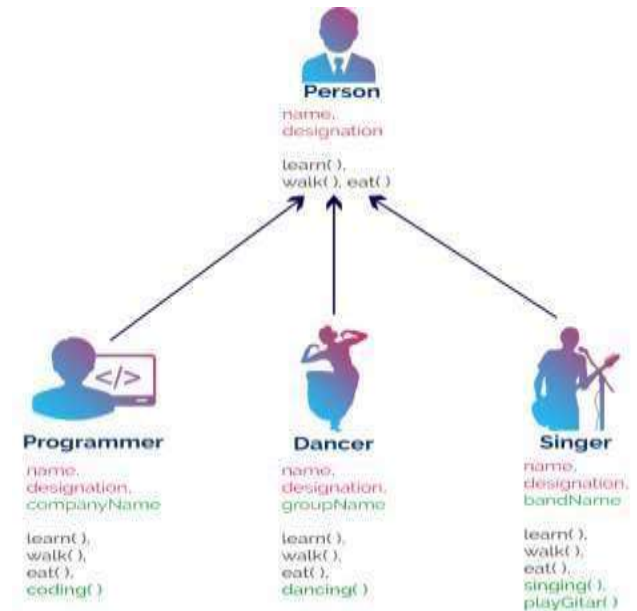 Person
name,
designation
learn( ),
walk( ), eat( )
</>
Programmer
name,
designation,
companyName
learn( ),
walk( ),
eat( ),
coding( )
Dancer
name,
designation,
groupName
learn( ),
walk( ),
eat( ),
dancing( )
Singer
name,
designation,
bandName
learn( ),
walk( ),
eat( ),
singing( ),
playGitar( )